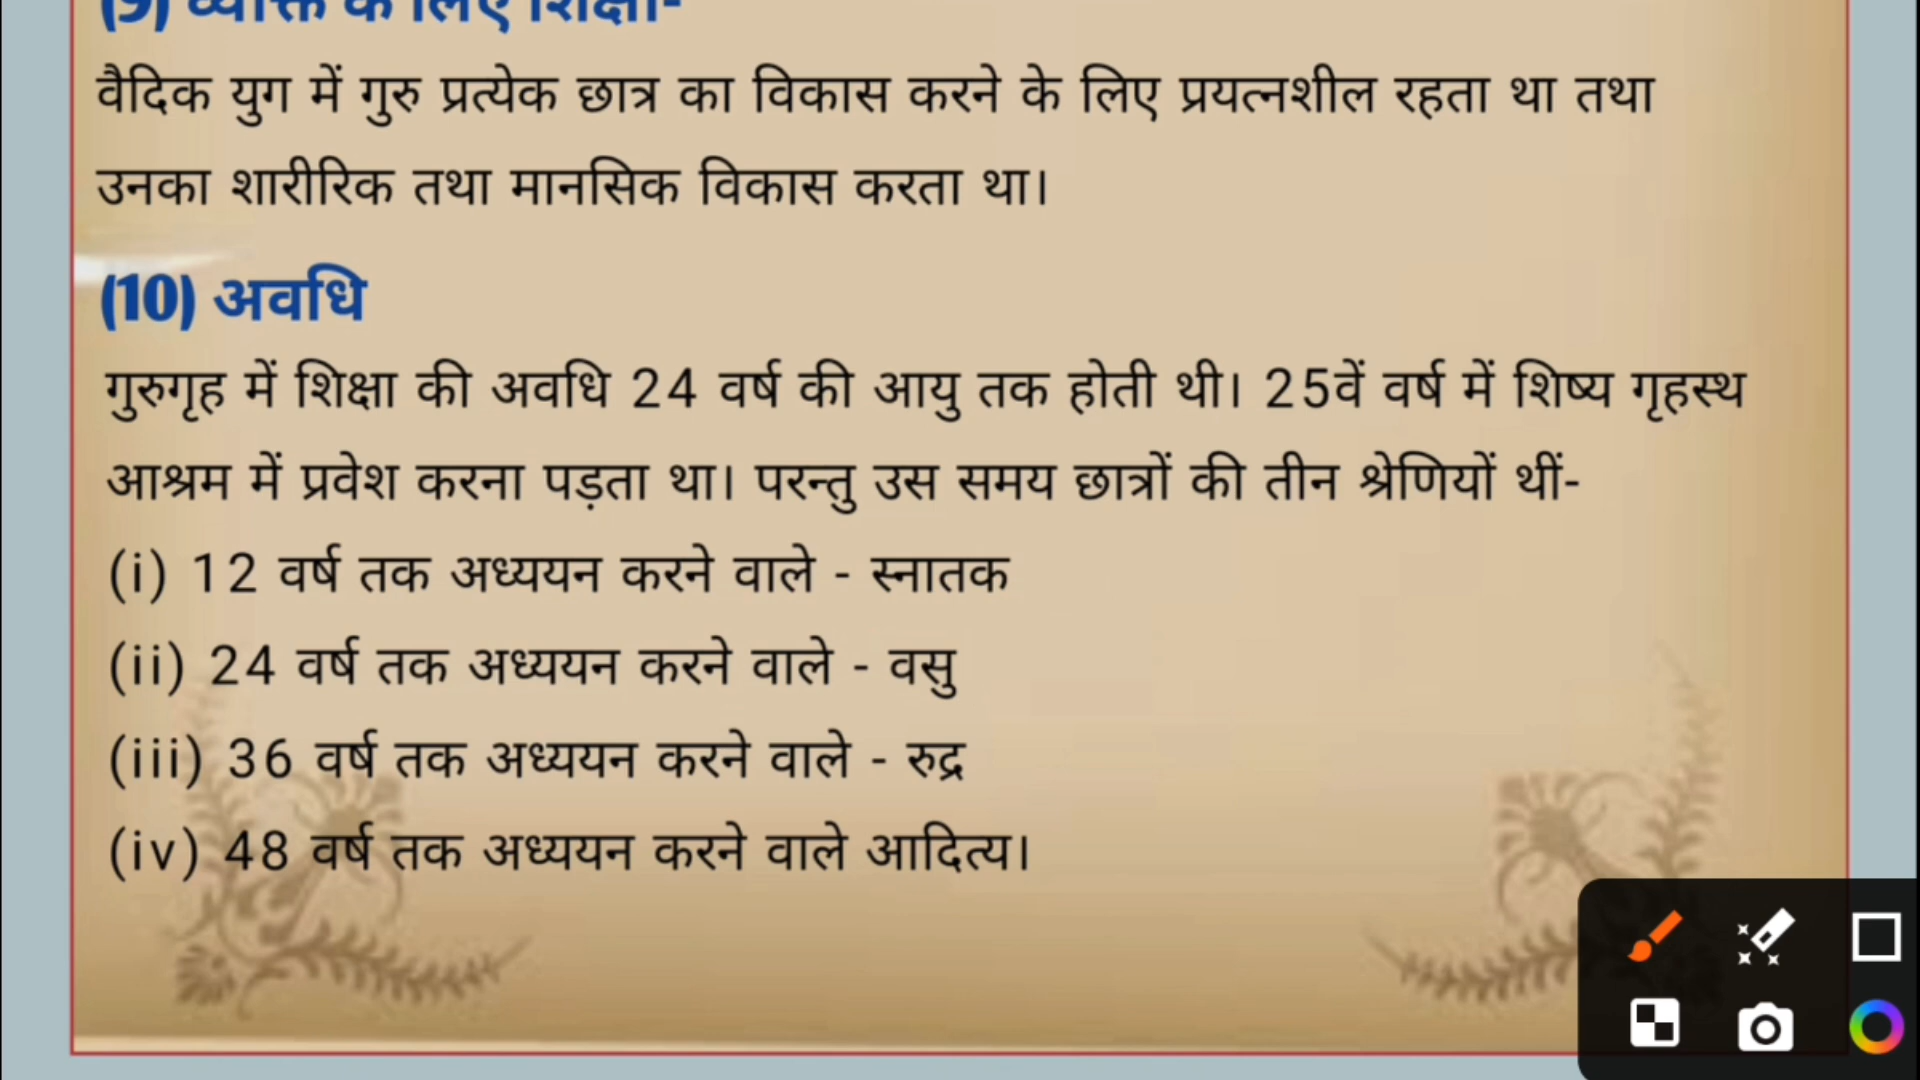 (9) व्यक्ति के लिए शिक्षा-
वैदिक युग में गुरु प्रत्येक छात्र का विकास करने के लिए प्रयत्नशील रहता था तथा
उनका शारीरिक तथा मानसिक विकास करता था।
(10) अवधि
गुरुगृह में शिक्षा की अवधि 24 वर्ष की आयु तक होती थी। 25वें वर्ष में शिष्य गृहस्थ
आश्रम में प्रवेश करना पड़ता था। परन्तु उस समय छात्रों की तीन श्रेणियों थीं-
(i) 12 वर्ष तक अध्ययन करने वाले - स्नातक
(ii) 24 वर्ष तक अध्ययन करने वाले - वसु
(iii) 36 वर्ष तक अध्ययन करने वाले - रुद्र
(iv) 48 वर्ष तक अध्ययन करने वाले आदित्य।